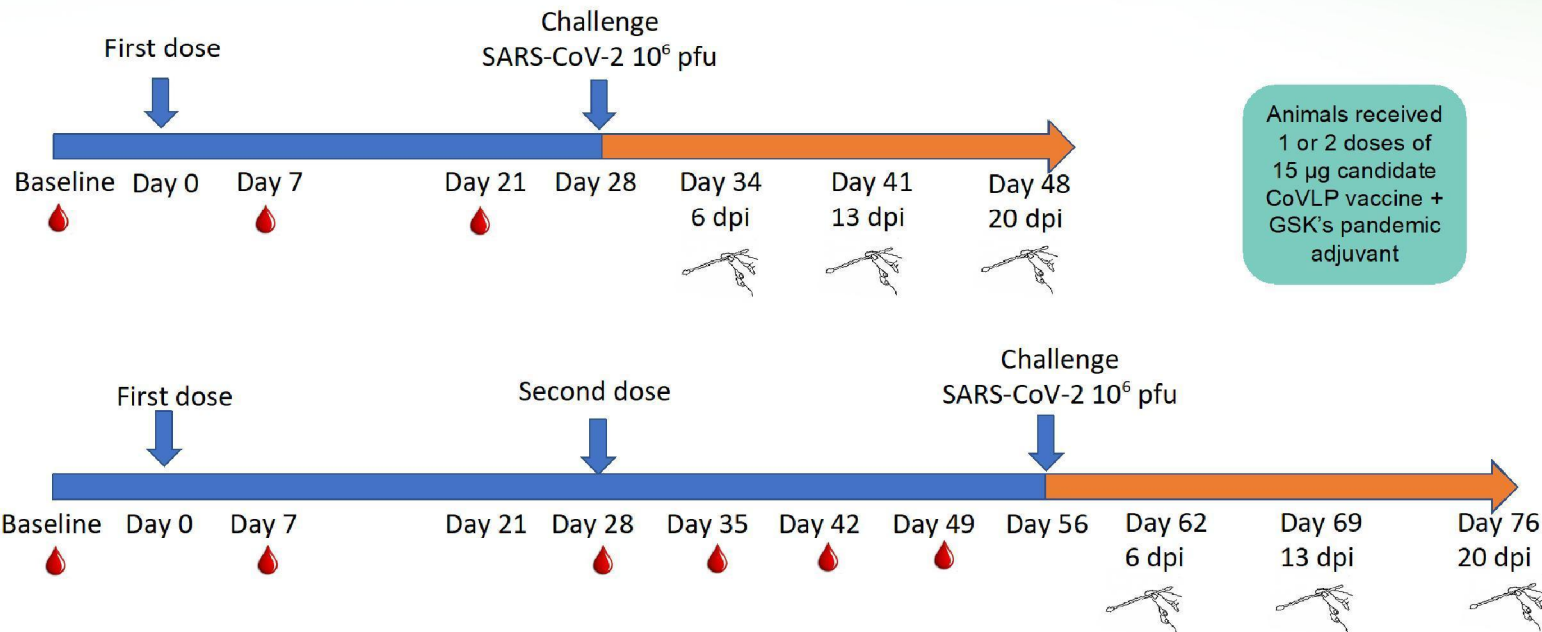 Challenge
First dose
SARS-CoV-2 10⁶ pfu
Baseline Day 0 Day 7 Day 21 Day 28 Day 34 Day 41 Day 48
6 dpi 13 dpi 20 dpi
Animals received
1 or 2 doses of
15 µg candidate
CoVLP vaccine +
GSK's pandemic
adjuvant
Challenge
First dose Second dose SARS-CoV-2 10⁶ pfu
Baseline Day 0 Day 7 Day 21 Day 28 Day 35 Day 42 Day 49 Day 56 Day 62 Day 69 Day 76
6 dpi 13 dpi 20 dpi